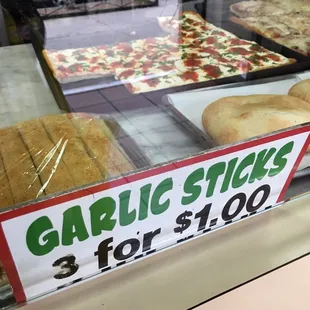 GARLIC STICKS
3 for $1.00